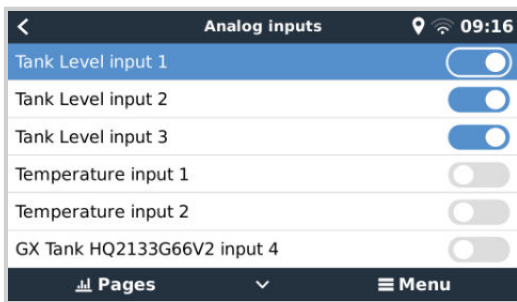 Analog inputs 09:16
Tank Level input 1
Tank Level input 2
Tank Level input 3
Temperature input 1
Temperature input 2
GX Tank HQ2133G66V2 input 4
Pages Menu